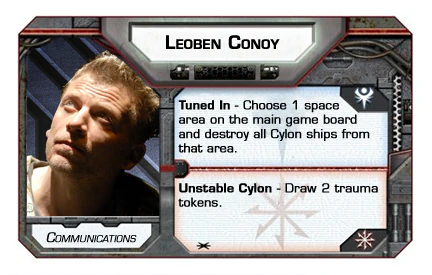 Leoben Conoy
Tuned In - Choose 1 space
area on the main game board
and destroy all Cylon ships from
that area.
Unstable Cylon - Draw 2 trauma
tokens.
Communications